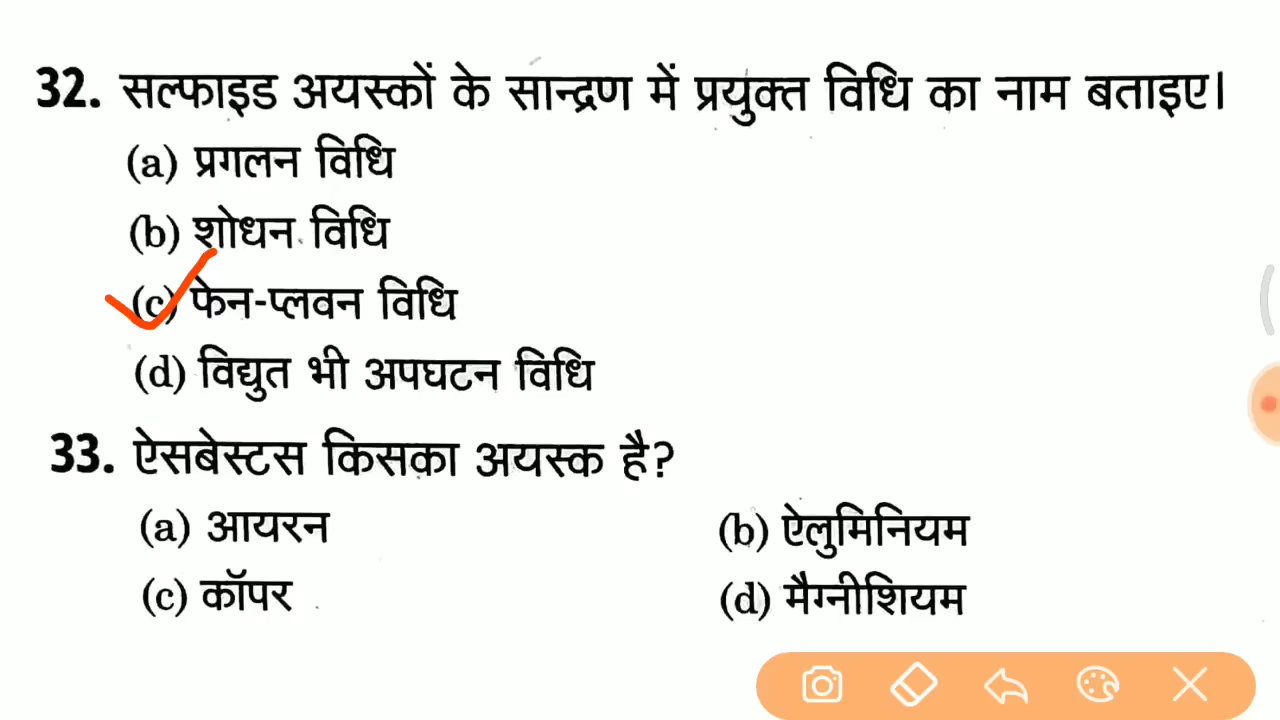 32. सल्फाइड अयस्कों के सान्द्रण में प्रयुक्त विधि का नाम बताइए।
(a) प्रगलन विधि
(b) शोधन विधि
(c) फेन-प्लवन विधि
(d) विद्युत भी अपघटन विधि
33. ऐसबेस्टस किसका अयस्क है?
(a) आयरन (b) ऐलुमिनियम
(c) कॉपर (d) मैग्नीशियम